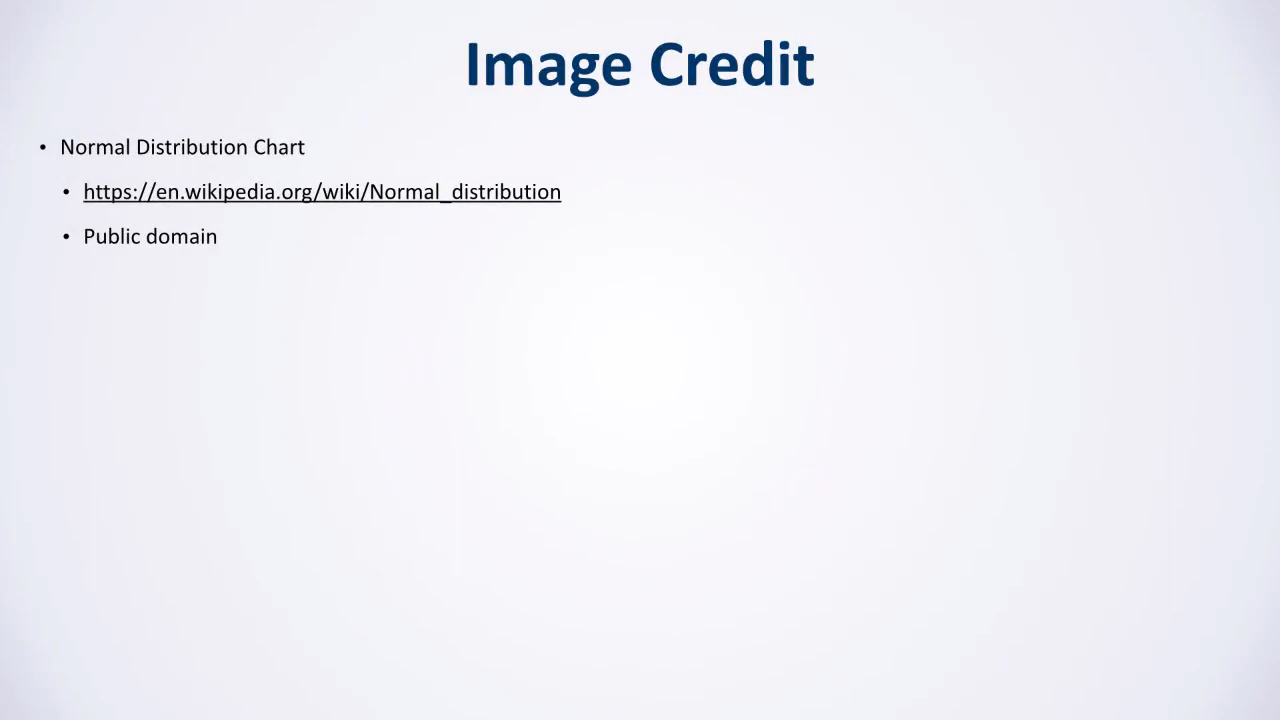 Image Credit
• Normal Distribution Chart
• https://en.wikipedia.org/wiki/Normal_distribution
• Public domain